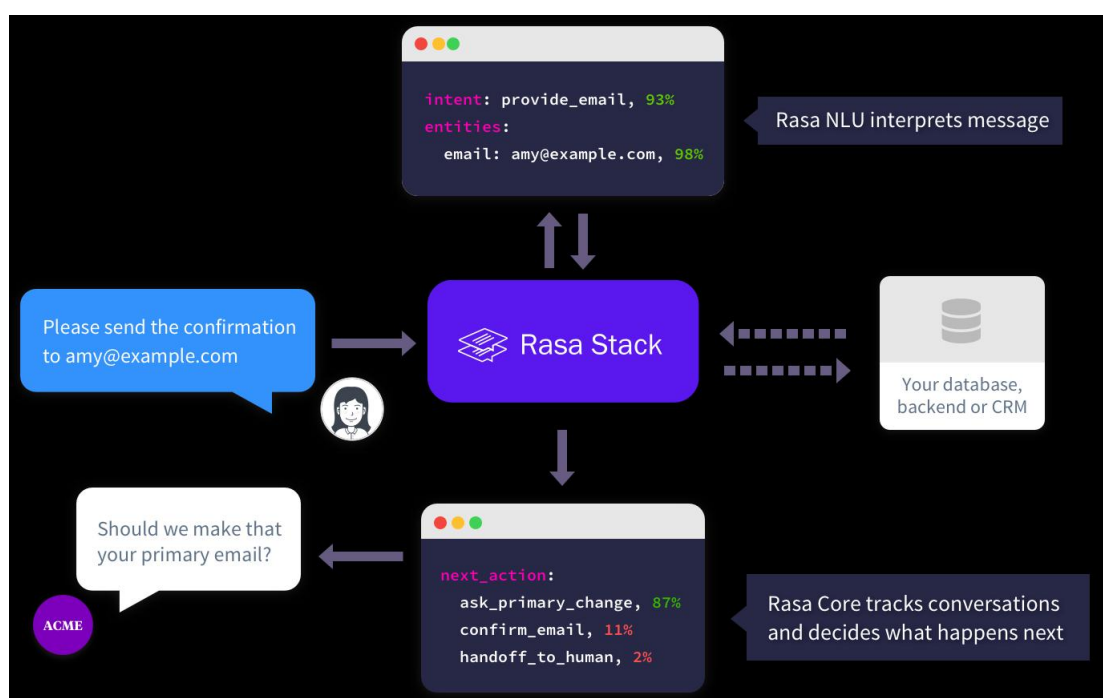 intent: provide_email, 93%
entities:
email: amy@example.com, 98%
Rasa NLU interprets message
Please send the confirmation
to amy@example.com
Rasa Stack
Your database,
backend or CRM
Should we make that
your primary email?
ACME
next_action:
ask_primary_change, 87%
confirm_email, 11%
handoff_to_human, 2%
Rasa Core tracks conversations
and decides what happens next